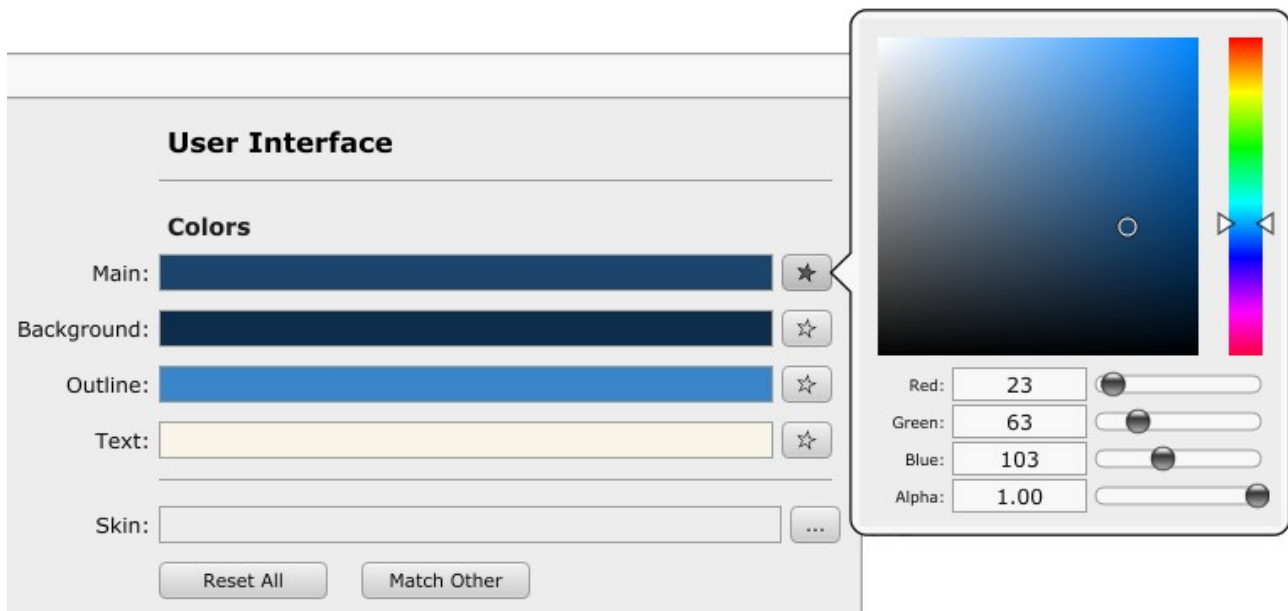 User Interface
Colors
Main:
Background:
Outline:
Text:
Skin:
...
Reset All Match Other
Red: 23
Green: 63
Blue: 103
Alpha: 1.00